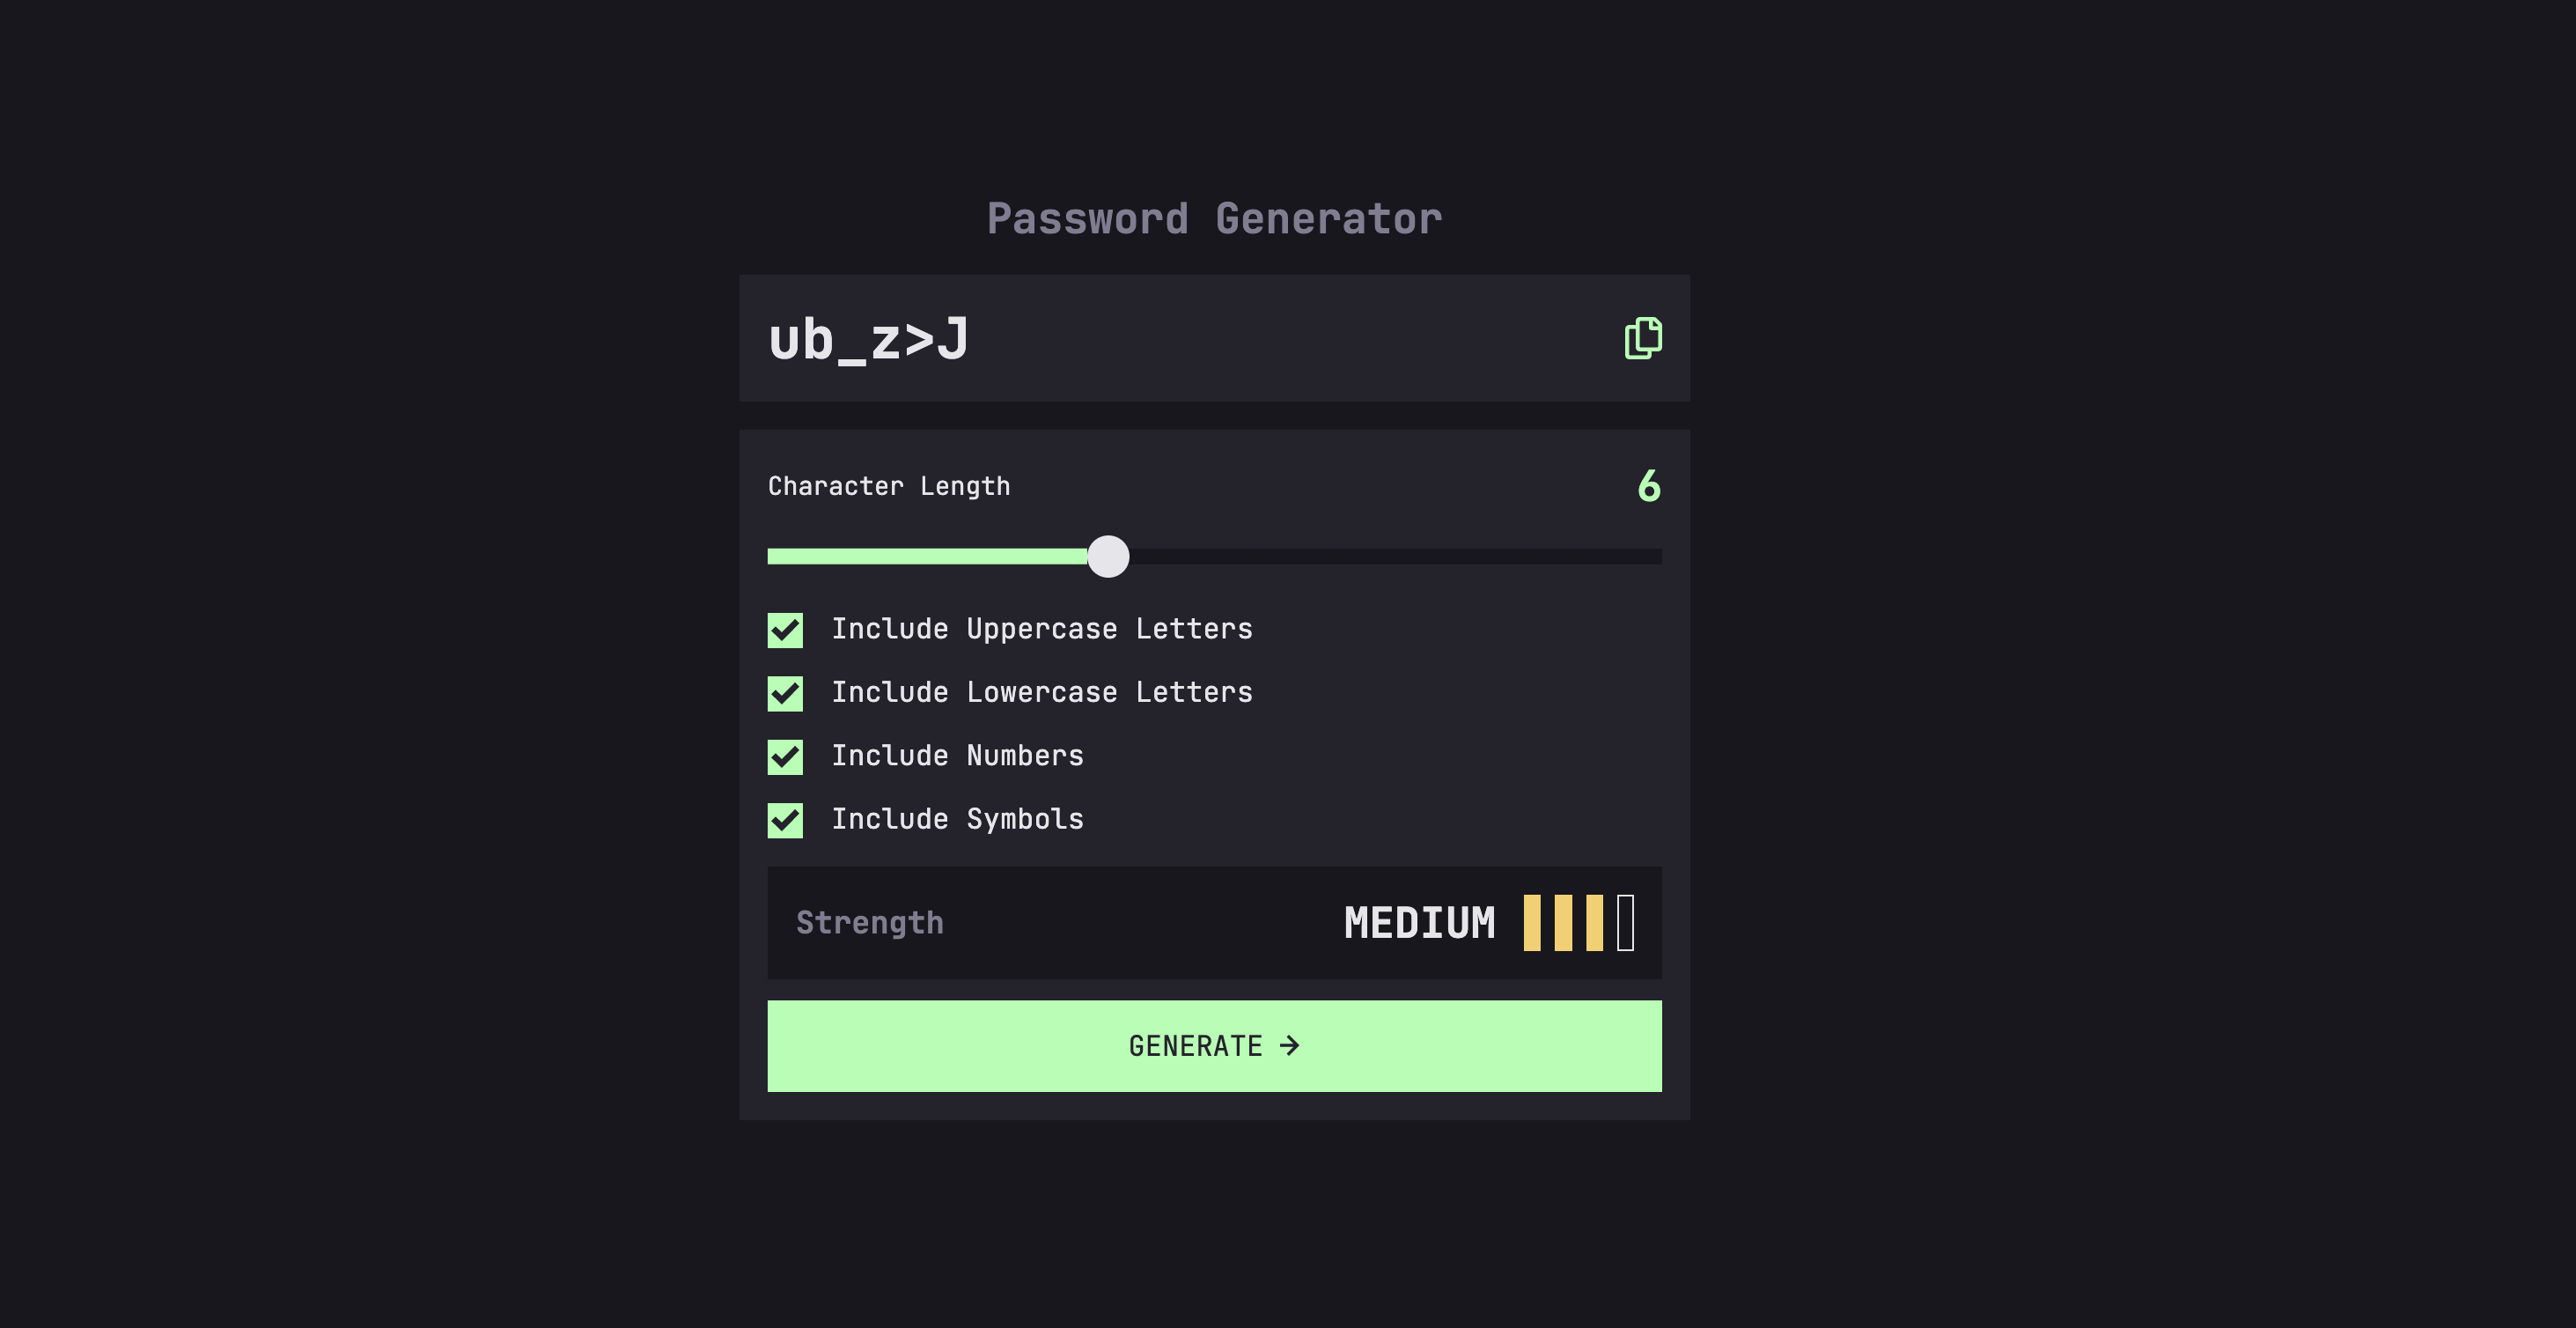 Password Generator
ub_z>J
Character Length 6
Include Uppercase Letters
Include Lowercase Letters
Include Numbers
Include Symbols
Strength MEDIUM
GENERATE →